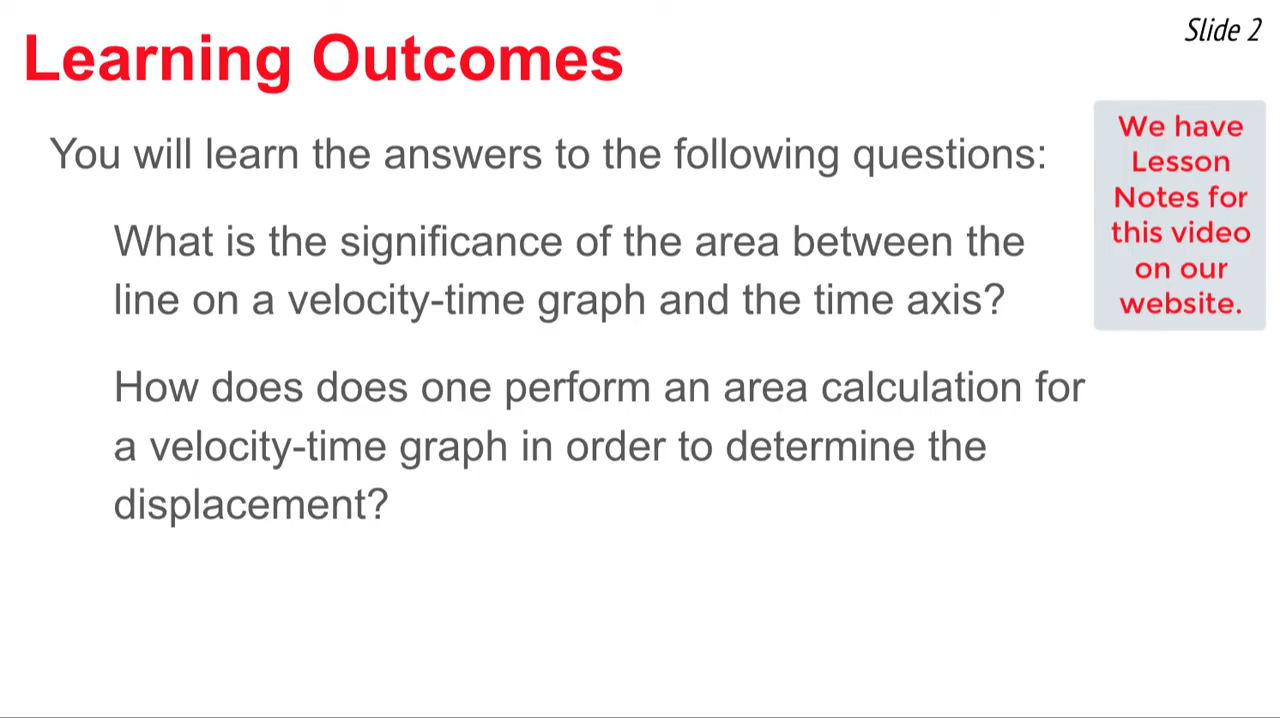 Slide 2
Learning Outcomes
You will learn the answers to the following questions:
What is the significance of the area between the
line on a velocity-time graph and the time axis?
How does does one perform an area calculation for
a velocity-time graph in order to determine the
displacement?
We have
Lesson
Notes for
this video
on our
website.